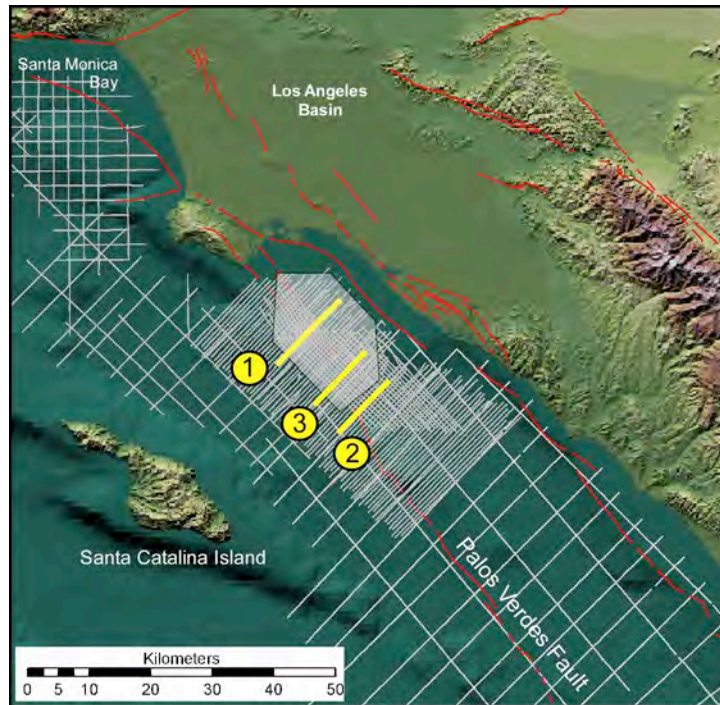 Santa Monica
Bay
Los Angeles
Basin
1
3
2
Santa Catalina Island
Palos Verdes Fault
Kilometers
0 5 10 20 30 40 50